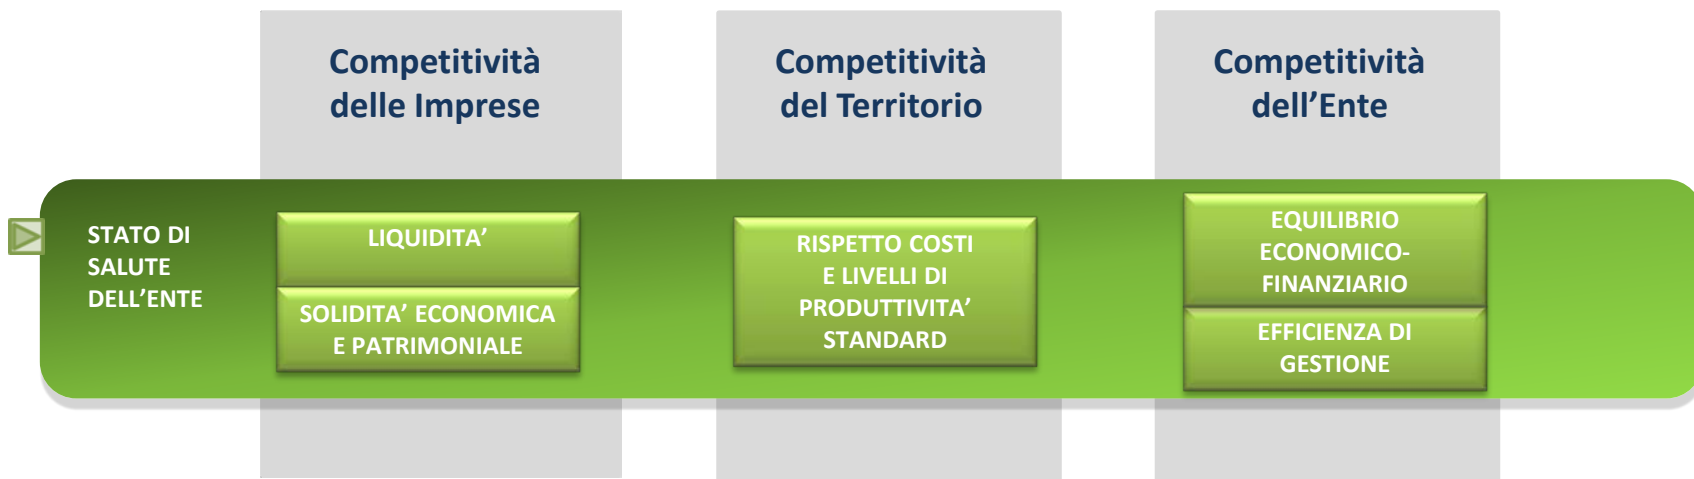 Competitività
delle Imprese
Competitività
del Territorio
Competitività
dell’Ente
STATO DI
SALUTE
DELL’ENTE
LIQUIDITA’
SOLIDITA’ ECONOMICA
E PATRIMONIALE
RISPETTO COSTI
E LIVELLI DI
PRODUTTIVITA’
STANDARD
EQUILIBRIO
ECONOMICO-
FINANZIARIO
EFFICIENZA DI
GESTIONE